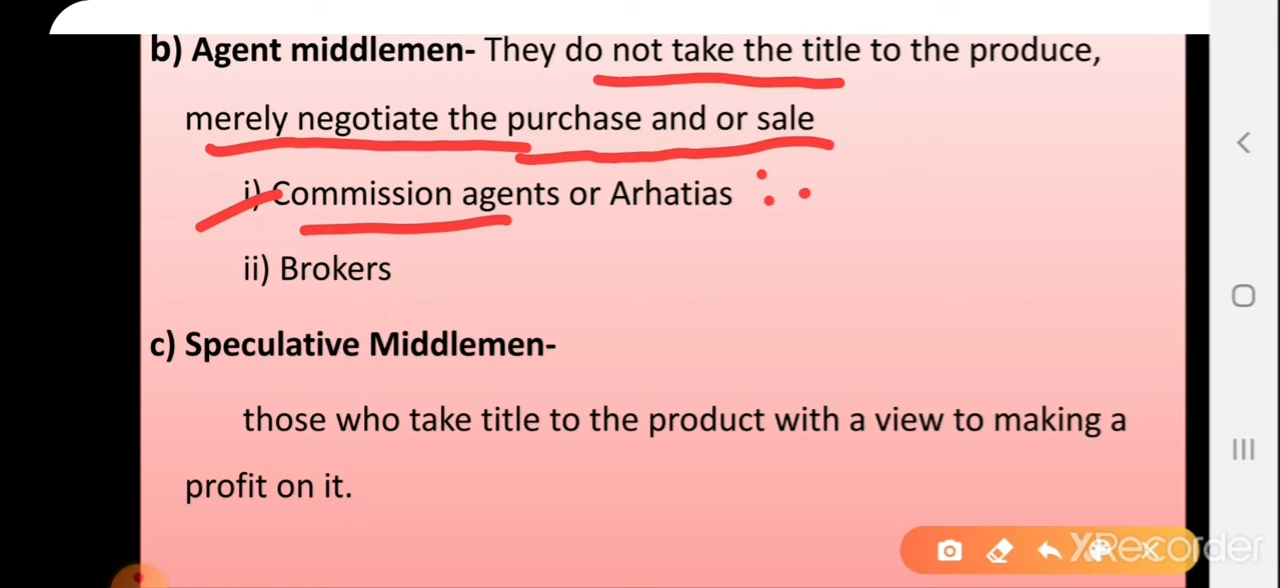 b) Agent middlemen- They do not take the title to the produce,
merely negotiate the purchase and or sale
i) Commission agents or Arhatias
ii) Brokers
c) Speculative Middlemen-
those who take title to the product with a view to making a
profit on it.
XRecorder